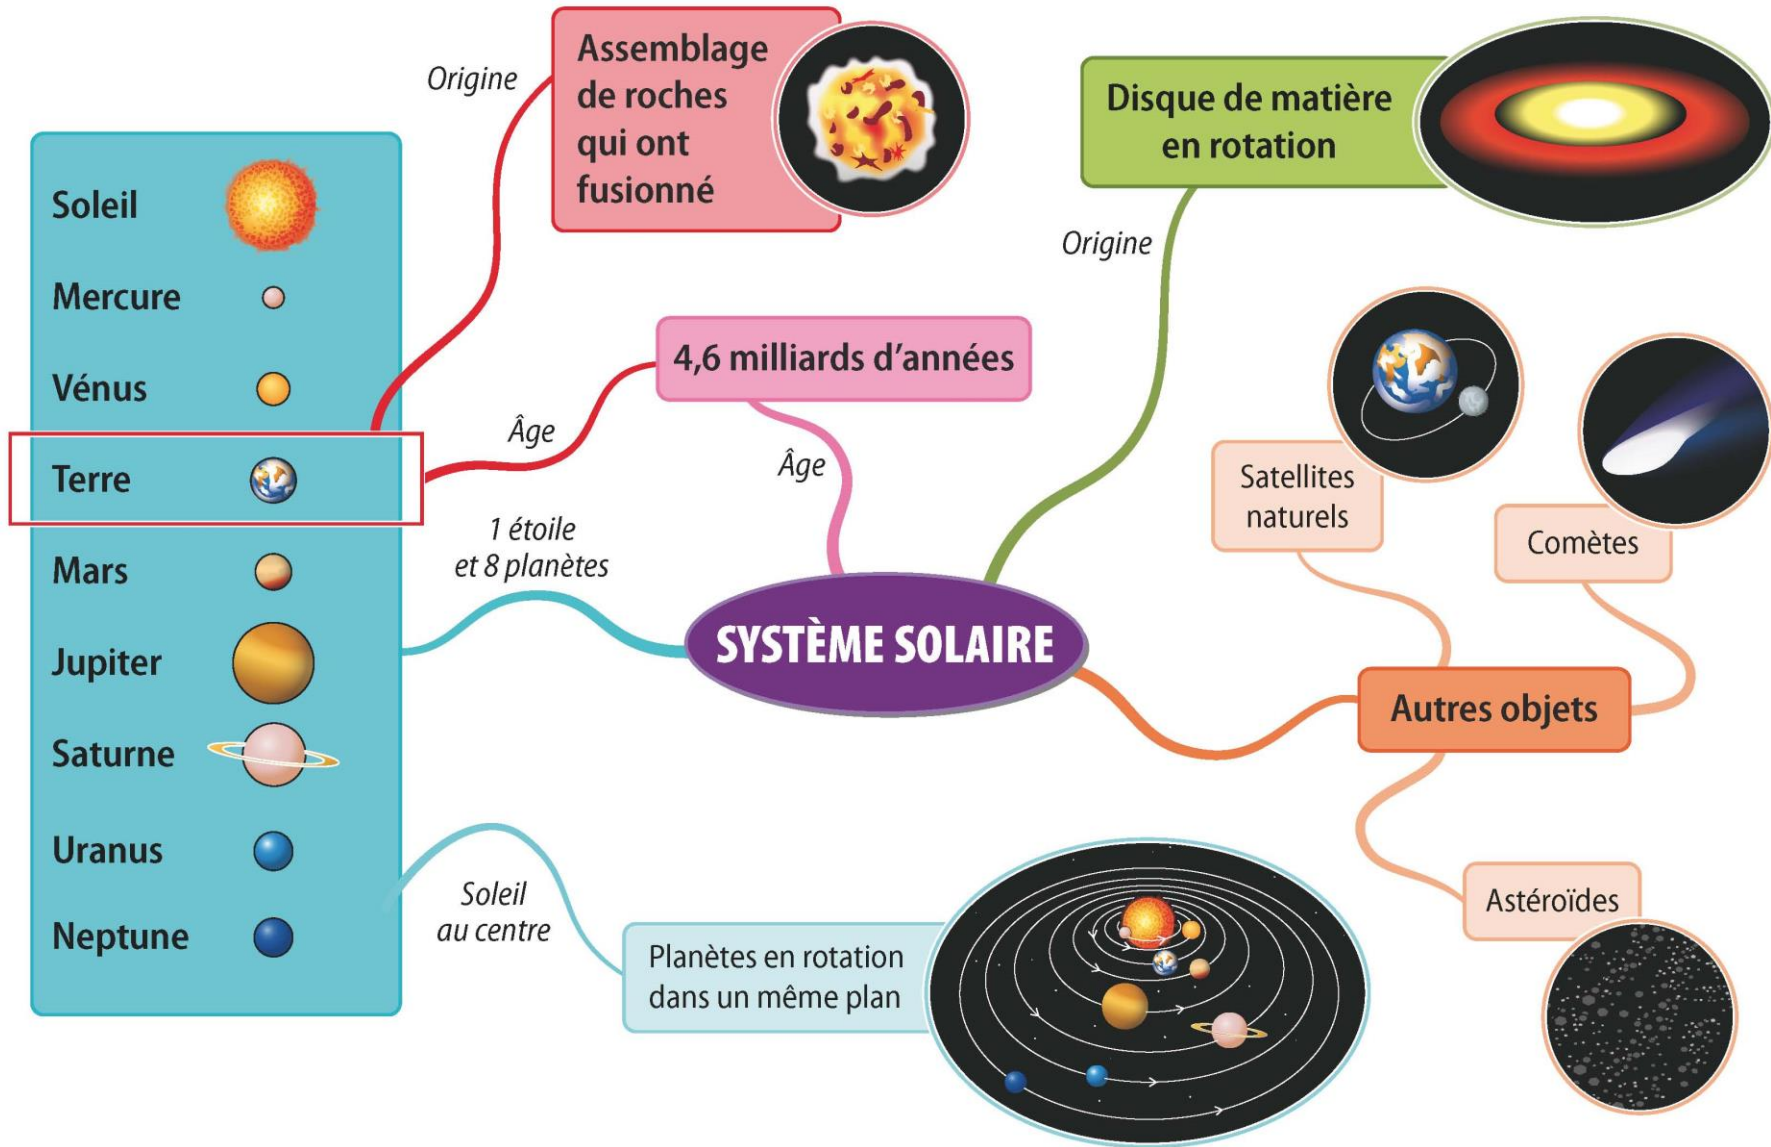 Origine
Assemblage
de roches
qui ont
fusionné
Disque de matière
en rotation
Origine
Soleil
Mercure
Vénus
Terre
Mars
Jupiter
Saturne
Uranus
Neptune
4,6 milliards d’années
Âge
Âge
1 étoile
et 8 planètes
SYSTÈME SOLAIRE
Satellites
naturels
Comètes
Autres objets
Astéroïdes
Soleil
au centre
Planètes en rotation
dans un même plan